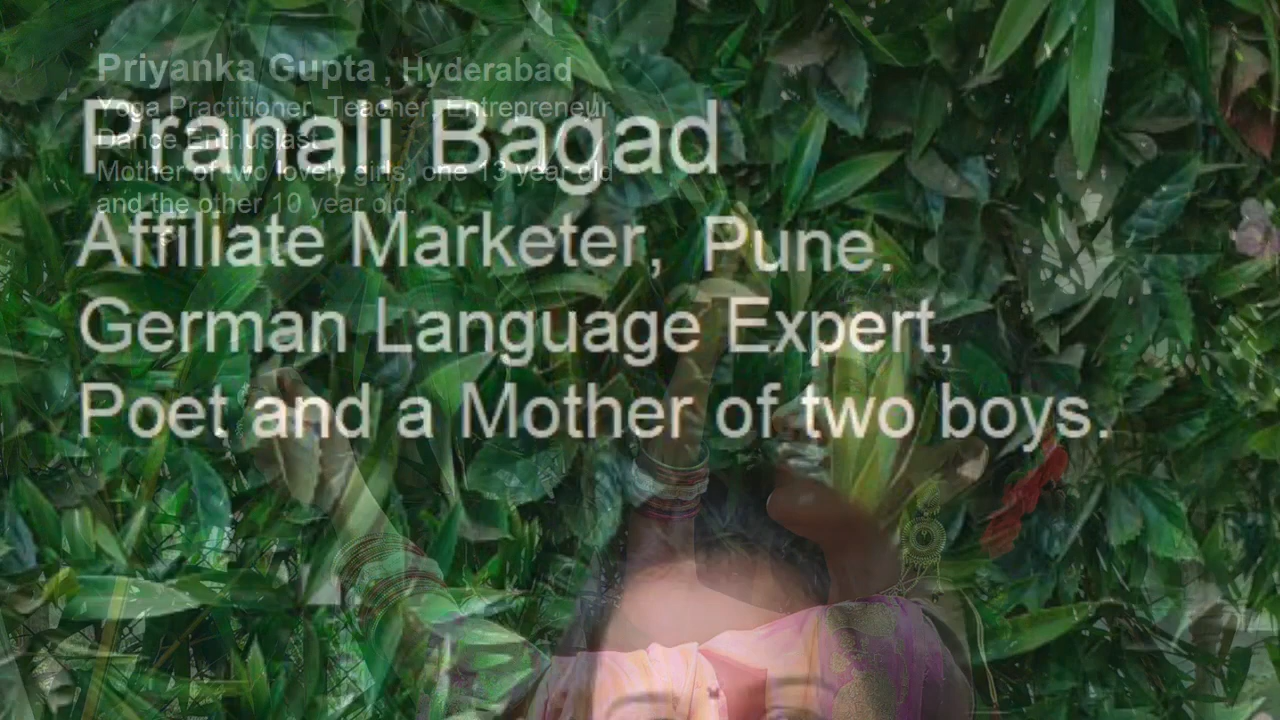 Priyanka Gupta , Hyderabad
Yoga Practitioner, Teacher, Entrepreneur
Dance Enthusiast
Mother of two lovely girls, one 13 year old
and the other 10 year old.
Pranali Bagad
Affiliate Marketer, Pune.
German Language Expert,
Poet and a Mother of two boys.